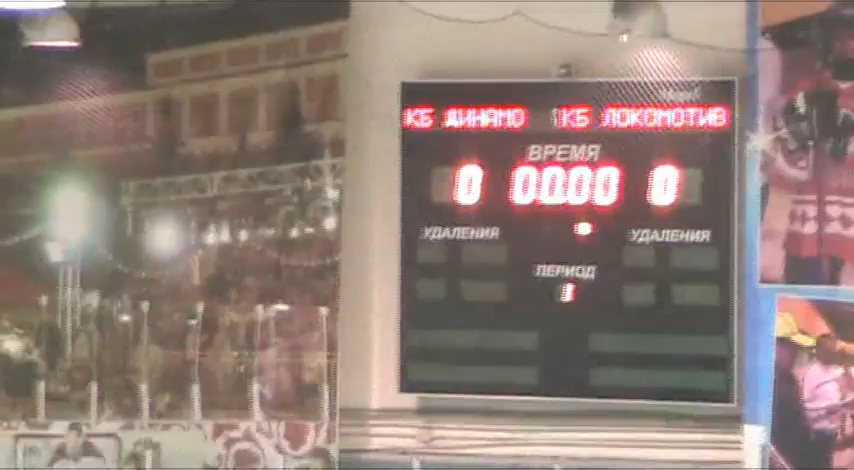 КБ ДИНАМО КБ ЛОКОМОТИВ
ВРЕМЯ
0 00:00 0
УДАЛЕНИЯ УДАЛЕНИЯ
ПЕРИОД
1